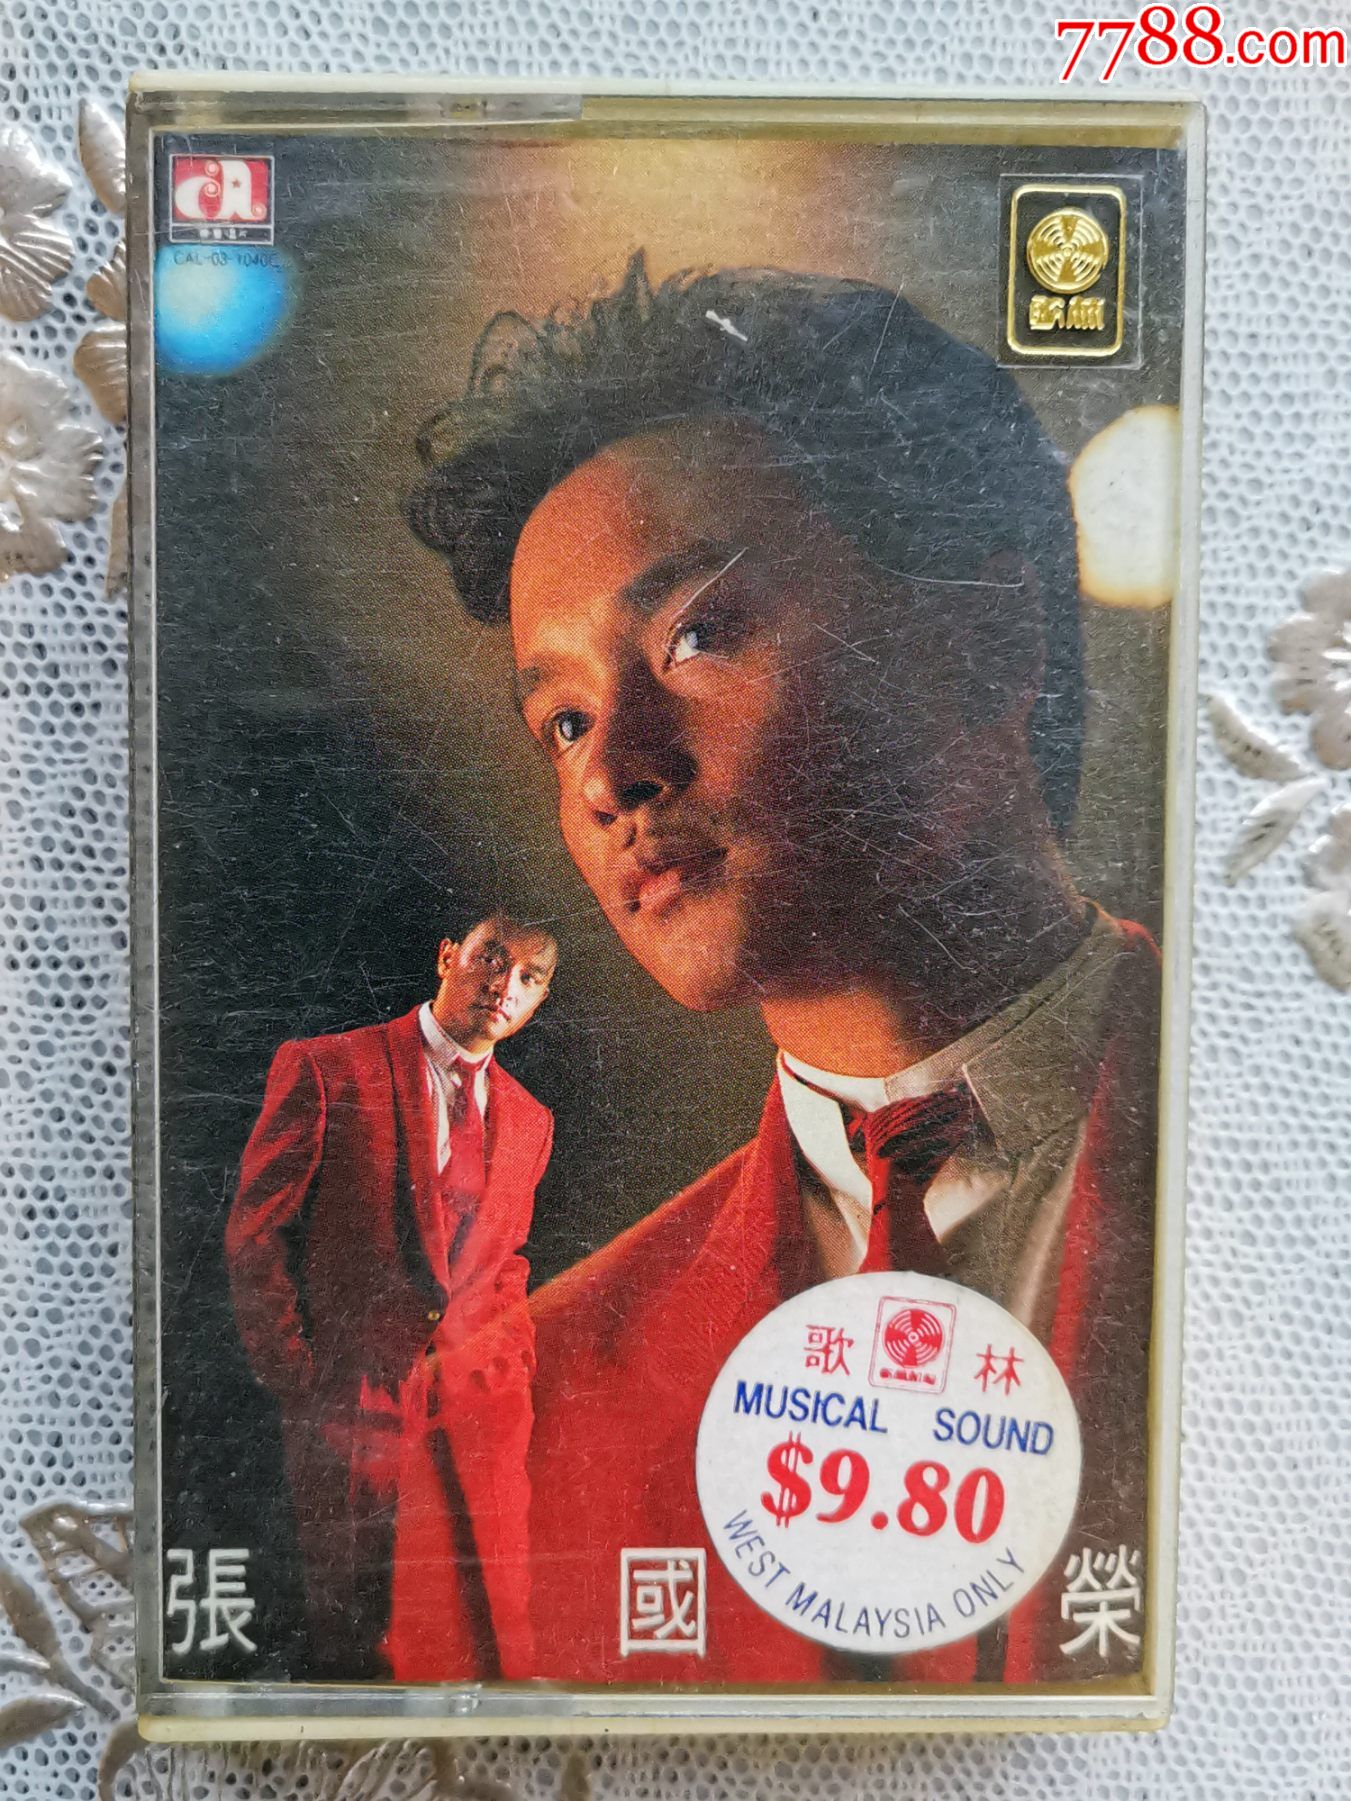 7788.com
CAL-03-1040
歌林
歌 林
MUSICAL SOUND
$9.80
WEST MALAYSIA ONLY
張 國 榮